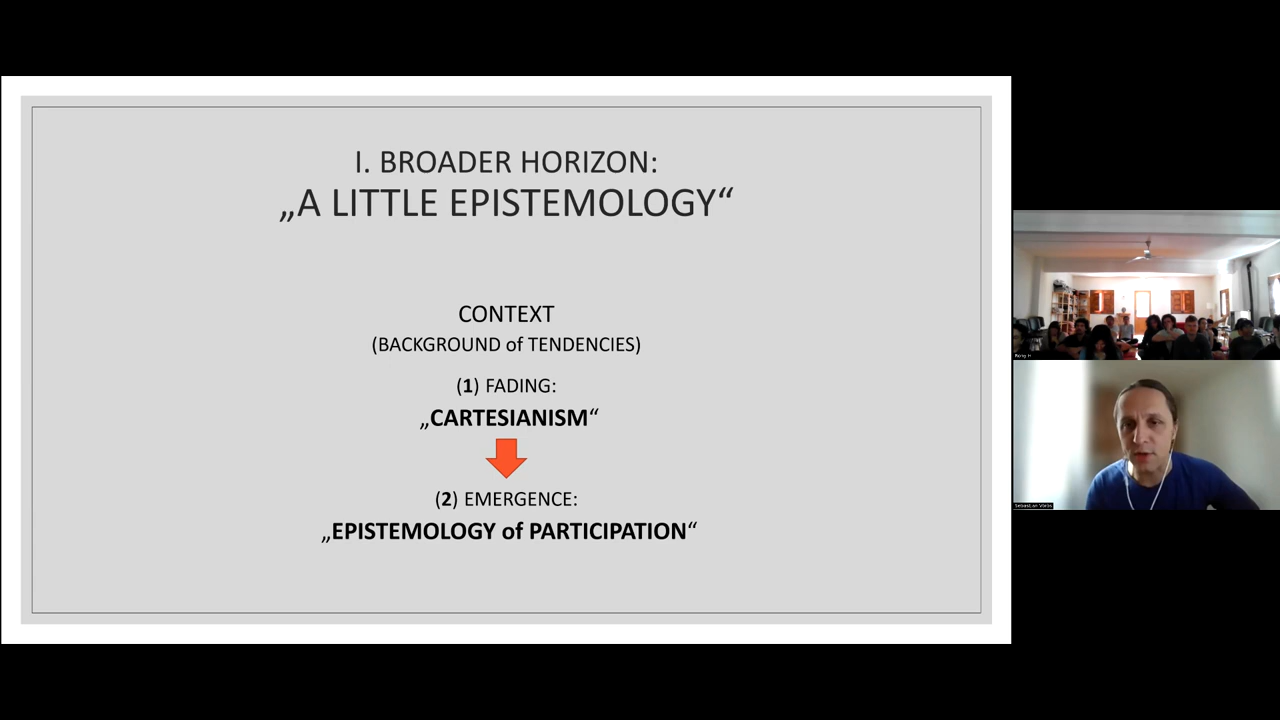 I. BROADER HORIZON:
„A LITTLE EPISTEMOLOGY“
CONTEXT
(BACKGROUND of TENDENCIES)
(1) FADING:
„CARTESIANISM“
(2) EMERGENCE:
„EPISTEMOLOGY of PARTICIPATION“